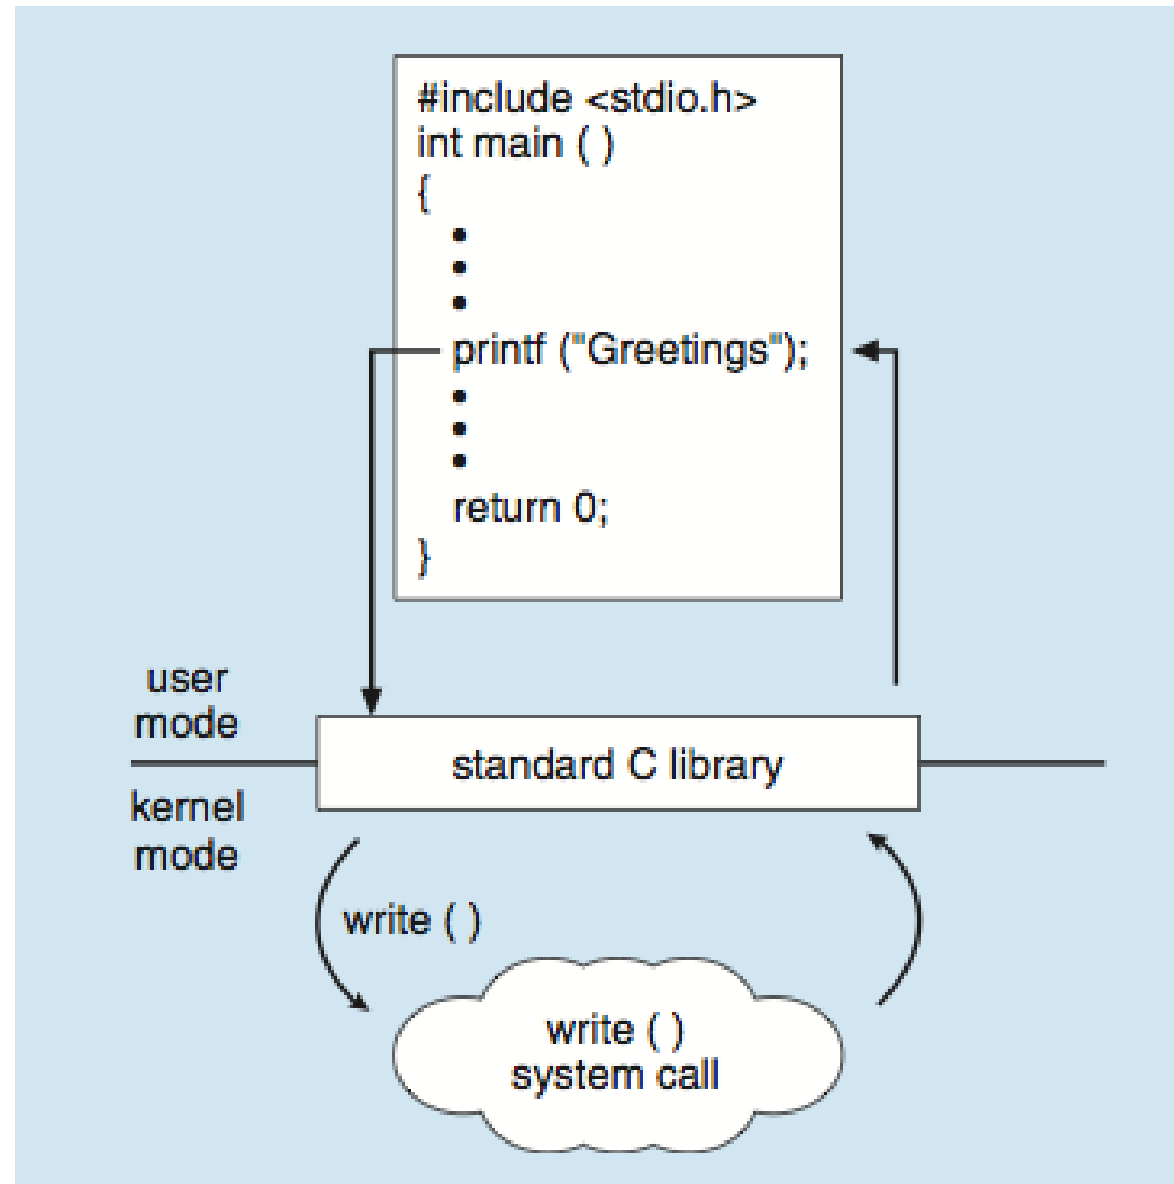 #include <stdio.h>
int main ( )
{
•
•
•
printf ("Greetings");
•
•
•
return 0;
}
user
mode
standard C library
kernel
mode
write ( )
write ( )
system call